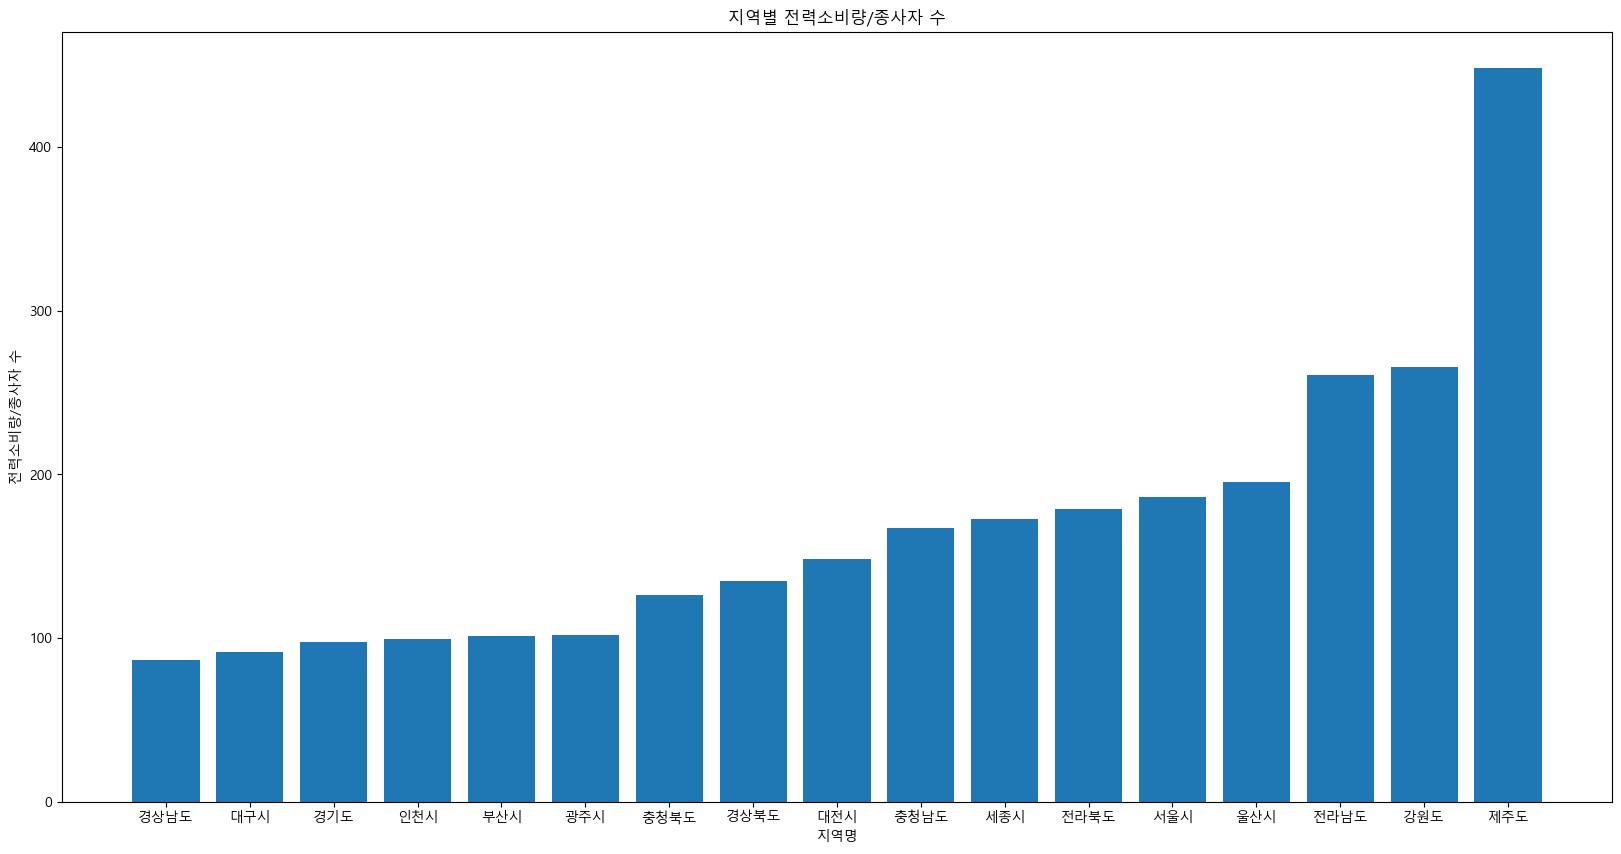 지역별 전력소비량/종사자 수
전력소비량/종사자 수
400
300
200
100
0
경상남도 대구시 경기도 인천시 부산시 광주시 충청북도 경상북도 대전시 충청남도 세종시 전라북도 서울시 울산시 전라남도 강원도 제주도
지역명